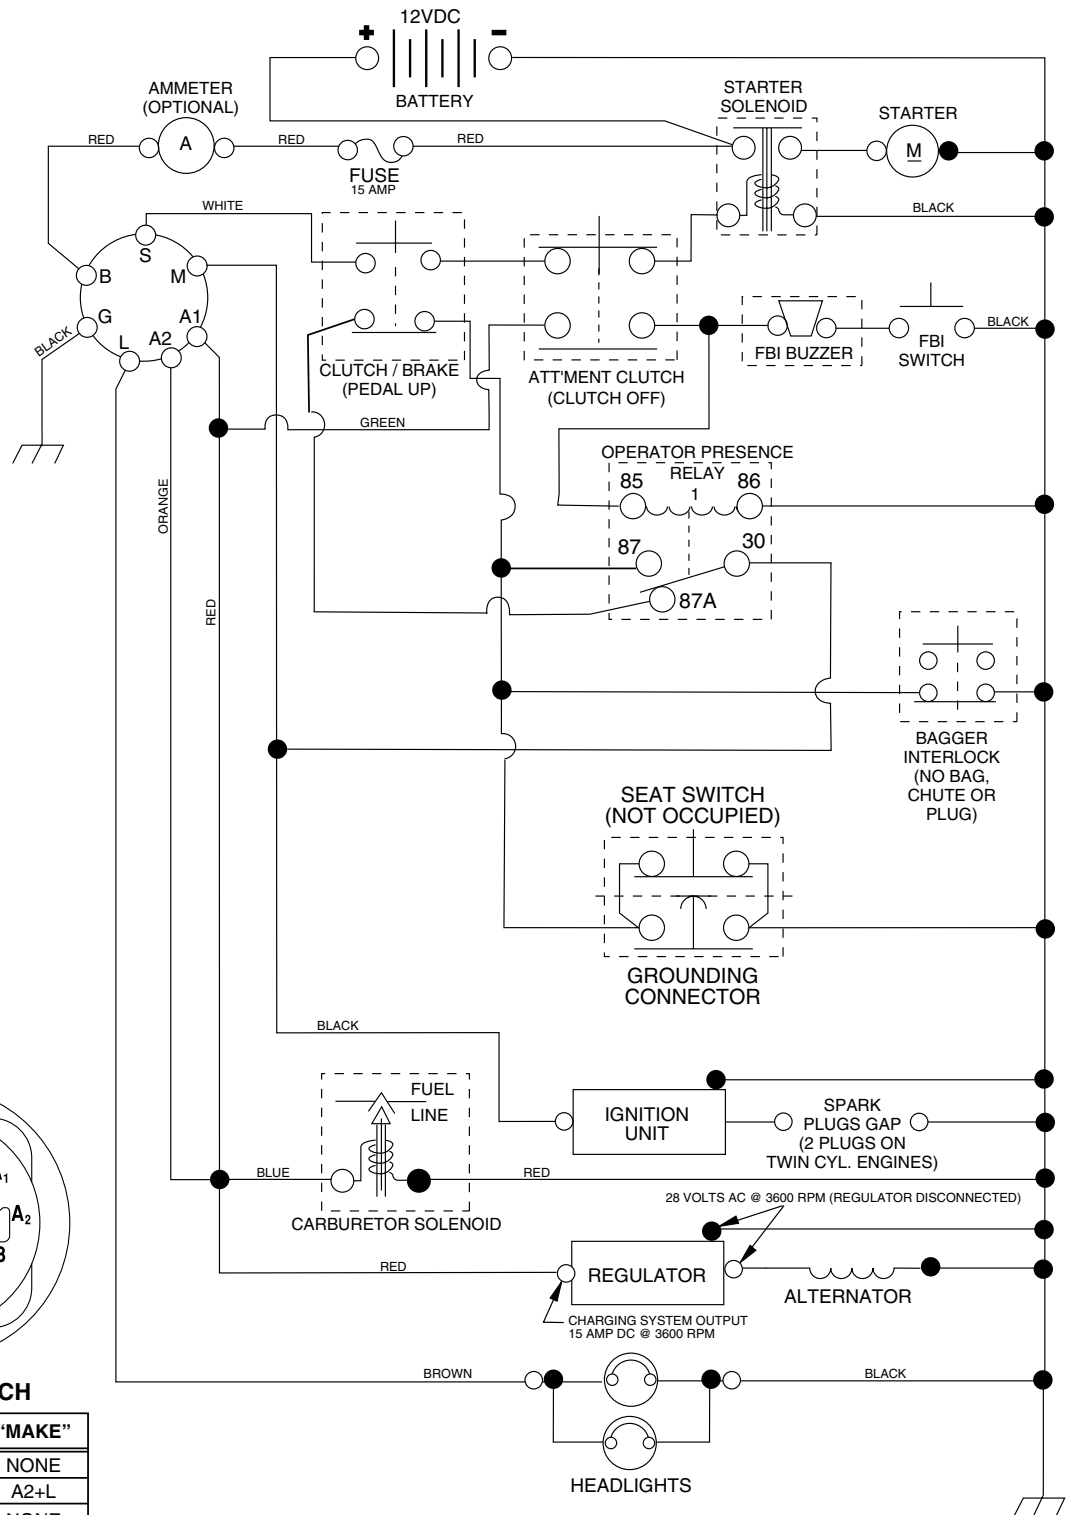 12VDC
+
-
BATTERY
AMMETER
(OPTIONAL)
STARTER
SOLENOID
STARTER
RED
A
RED
RED
M
FUSE
15 AMP
WHITE
BLACK
S
B
M
G
A1
L
A2
BLACK
CLUTCH / BRAKE
(PEDAL UP)
ATT'MENT CLUTCH
(CLUTCH OFF)
FBI BUZZER
FBI
SWITCH
BLACK
GREEN
OPERATOR PRESENCE
RELAY
1
85
86
87
30
87A
ORANGE
RED
BAGGER
INTERLOCK
(NO BAG,
CHUTE OR
PLUG)
SEAT SWITCH
(NOT OCCUPIED)
GROUNDING
CONNECTOR
BLACK
FUEL
LINE
IGNITION
UNIT
SPARK
PLUGS GAP
(2 PLUGS ON
TWIN CYL. ENGINES)
BLUE
RED
CARBURETOR SOLENOID
28 VOLTS AC @ 3600 RPM (REGULATOR DISCONNECTED)
A2
RED
REGULATOR
ALTERNATOR
CHARGING SYSTEM OUTPUT
15 AMP DC @ 3600 RPM
BROWN
BLACK
HEADLIGHTS
CH
"MAKE"
NONE
A2+L